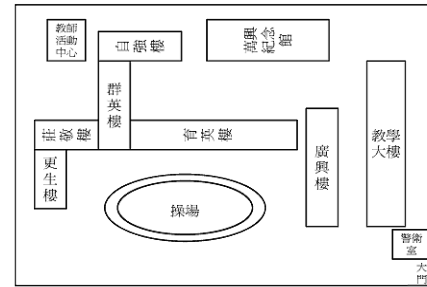 教師
活動
中心
自強樓
萬興
紀念
館
群英樓
莊敬樓
育英樓
更生樓
操場
廣興樓
教學
大樓
警衛
室
大門